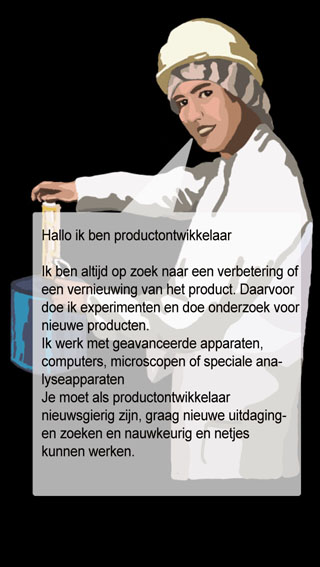 Hallo ik ben productontwikkelaar
Ik ben altijd op zoek naar een verbetering of
een vernieuwing van het product. Daarvoor
doe ik experimenten en doe onderzoek voor
nieuwe producten.
Ik werk met geavanceerde apparaten,
computers, microscopen of speciale ana-
lyseapparaten
Je moet als productontwikkelaar
nieuwsgierig zijn, graag nieuwe uitdaging-
en zoeken en nauwkeurig en netjes
kunnen werken.